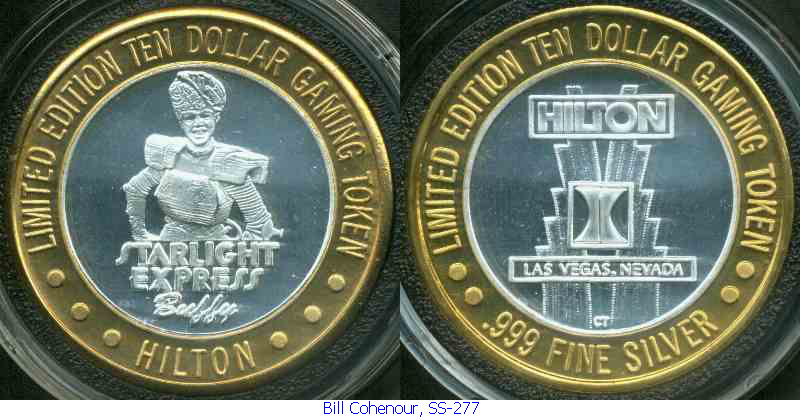 LIMITED EDITION TEN DOLLAR GAMING TOKEN
STARLIGHT
EXPRESS
Buffy
HILTON
LIMITED EDITION TEN DOLLAR GAMING TOKEN
HILTON
LAS VEGAS, NEVADA
CT
.999 FINE SILVER
Bill Cohenour, SS-277